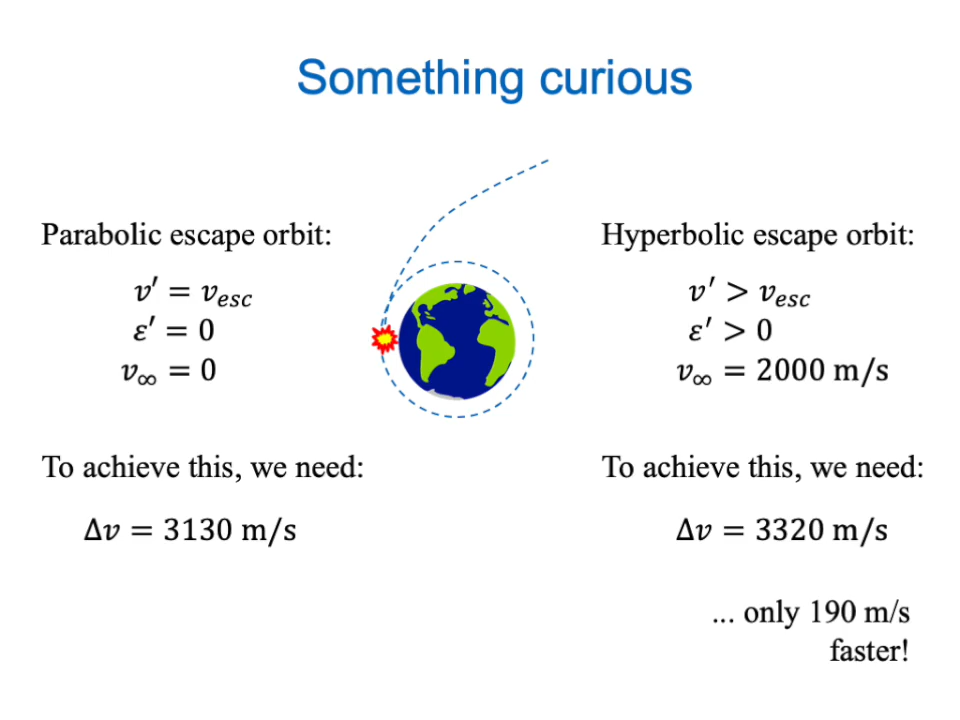 Something curious
Parabolic escape orbit:
v′ = v_esc
ε′ = 0
v_∞ = 0
To achieve this, we need:
Δv = 3130 m/s
Hyperbolic escape orbit:
v′ > v_esc
ε′ > 0
v_∞ = 2000 m/s
To achieve this, we need:
Δv = 3320 m/s
... only 190 m/s
faster!